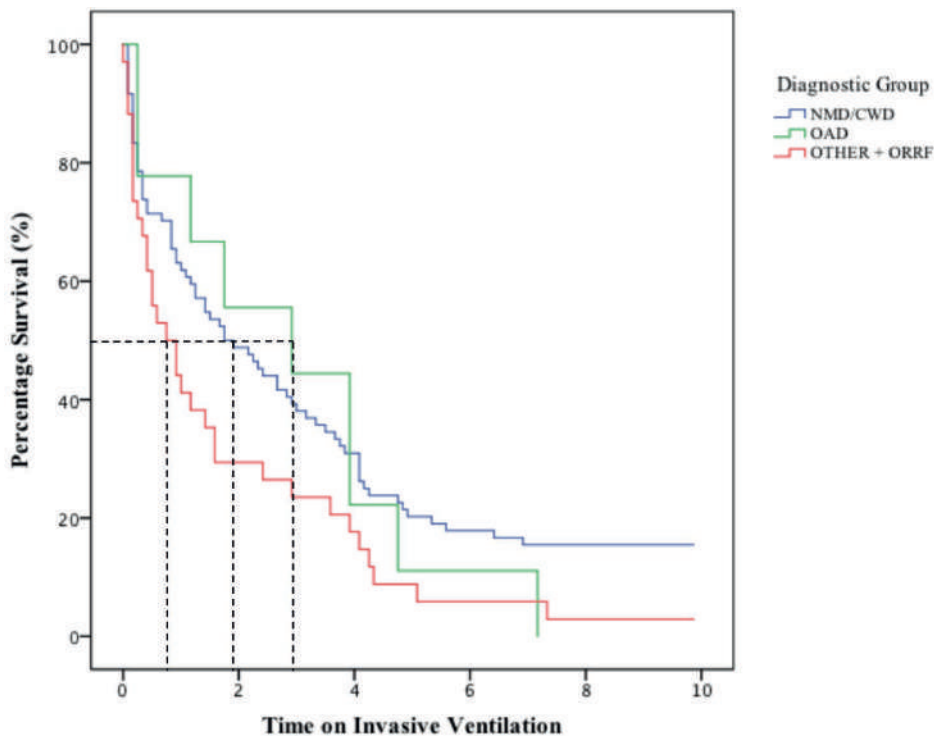 100
80
60
40
20
0
Percentage Survival (%)
0 2 4 6 8 10
Time on Invasive Ventilation
Diagnostic Group
NMD/CWD
OAD
OTHER + ORRF